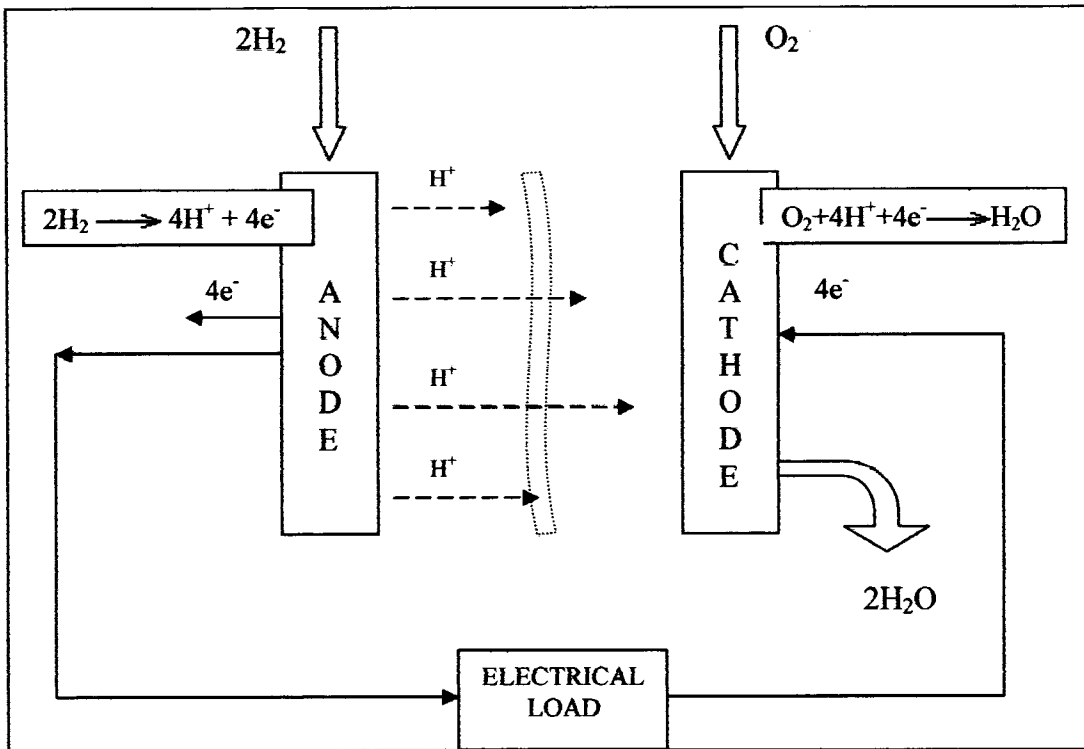 2H₂
O₂
H⁺
2H₂ → 4H⁺ + 4e⁻
O₂+4H⁺+4e⁻ → H₂O
H⁺
4e⁻
4e⁻
A
N
O
D
E
C
A
T
H
O
D
E
H⁺
H⁺
2H₂O
ELECTRICAL
LOAD